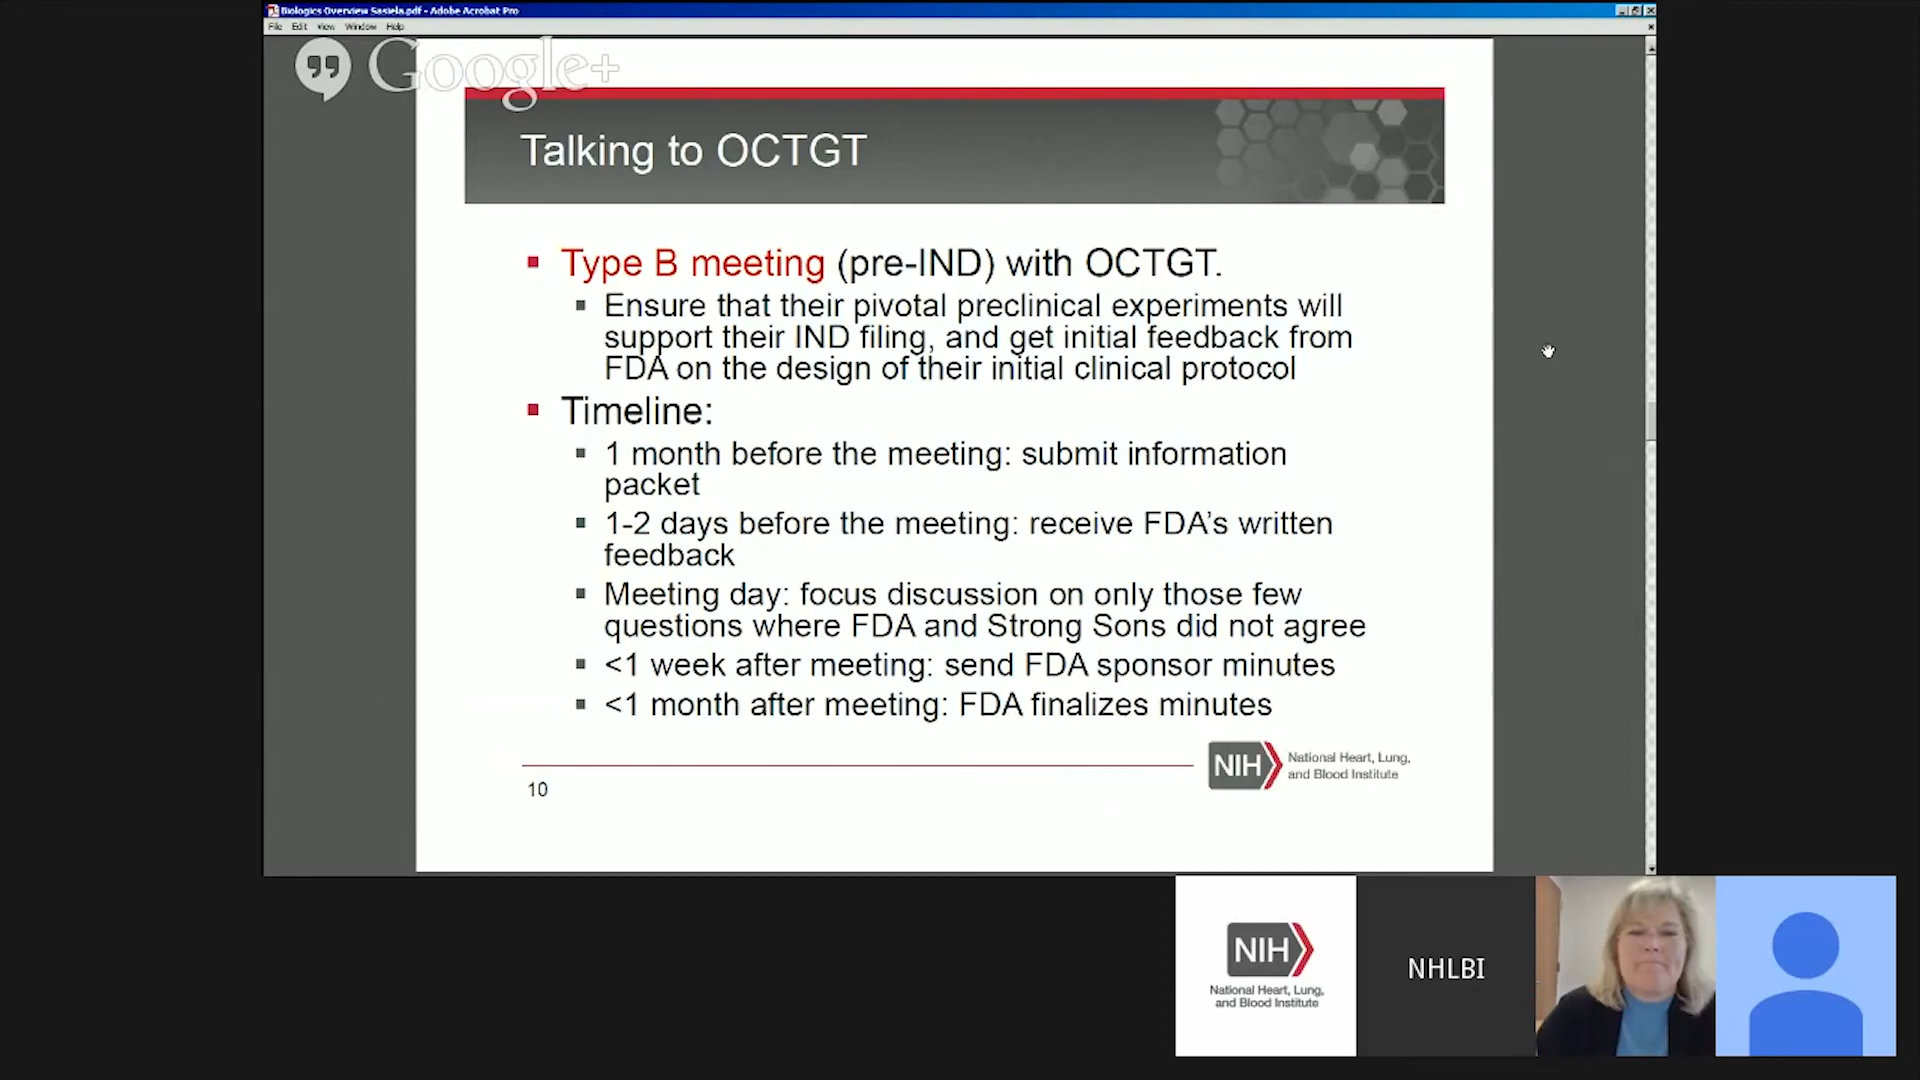 Biologics Overview Sasiela.pdf - Adobe Acrobat Pro
File Edit View Window Help
Google+
Talking to OCTGT
▪ Type B meeting (pre-IND) with OCTGT.
▪ Ensure that their pivotal preclinical experiments will
support their IND filing, and get initial feedback from
FDA on the design of their initial clinical protocol
▪ Timeline:
▪ 1 month before the meeting: submit information
packet
▪ 1-2 days before the meeting: receive FDA’s written
feedback
▪ Meeting day: focus discussion on only those few
questions where FDA and Strong Sons did not agree
▪ <1 week after meeting: send FDA sponsor minutes
▪ <1 month after meeting: FDA finalizes minutes
NIH National Heart, Lung,
and Blood Institute
10
NIH
National Heart, Lung,
and Blood Institute
NHLBI